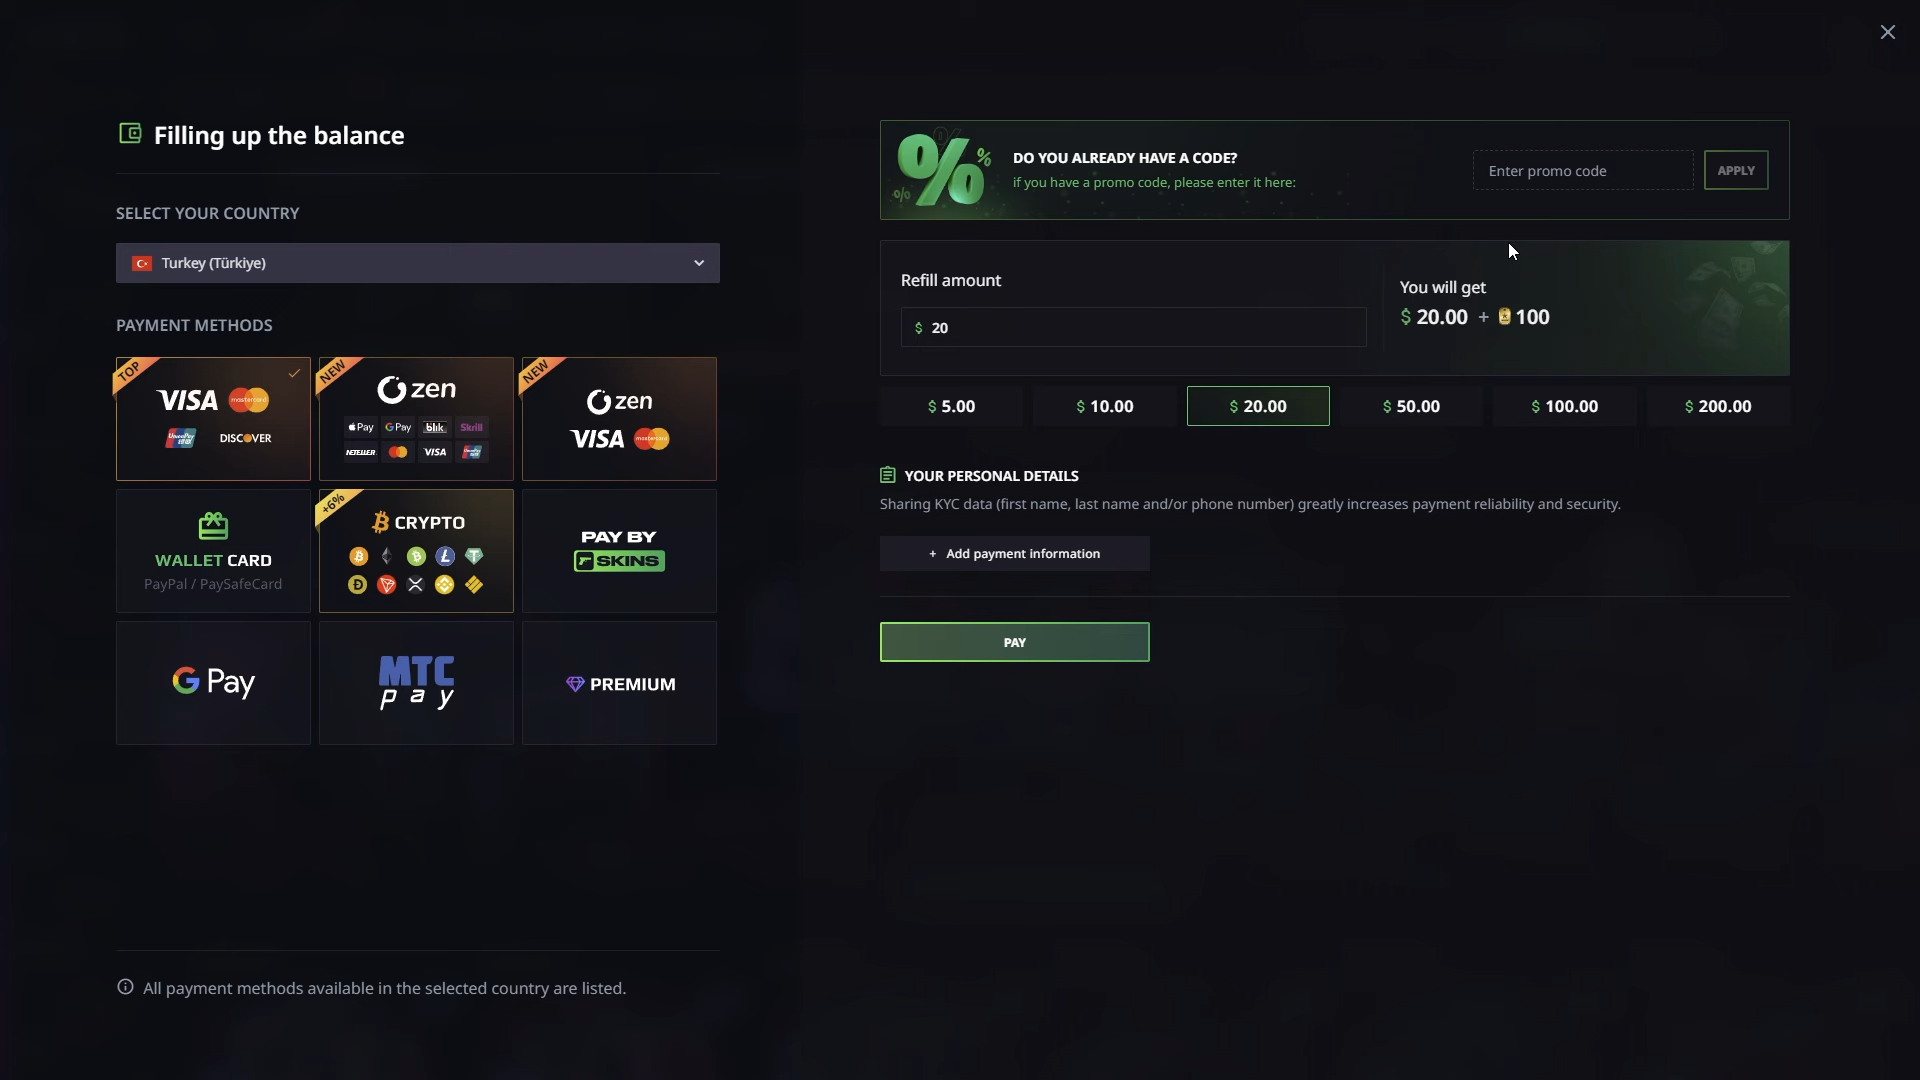 Filling up the balance
SELECT YOUR COUNTRY
Turkey (Türkiye)
PAYMENT METHODS
TOP
VISA mastercard
UnionPay DISCOVER
NEW
zen
Pay G Pay blik Skrill
NETELLER VISA UnionPay
NEW
zen
VISA mastercard
WALLET CARD
PayPal / PaySafeCard
+6%
CRYPTO
PAY BY
SKINS
G Pay
MTC
pay
PREMIUM
All payment methods available in the selected country are listed.
%
DO YOU ALREADY HAVE A CODE?
if you have a promo code, please enter it here:
Enter promo code
APPLY
Refill amount
$ 20
You will get
$ 20.00 + 100
$ 5.00
$ 10.00
$ 20.00
$ 50.00
$ 100.00
$ 200.00
YOUR PERSONAL DETAILS
Sharing KYC data (first name, last name and/or phone number) greatly increases payment reliability and security.
+ Add payment information
PAY